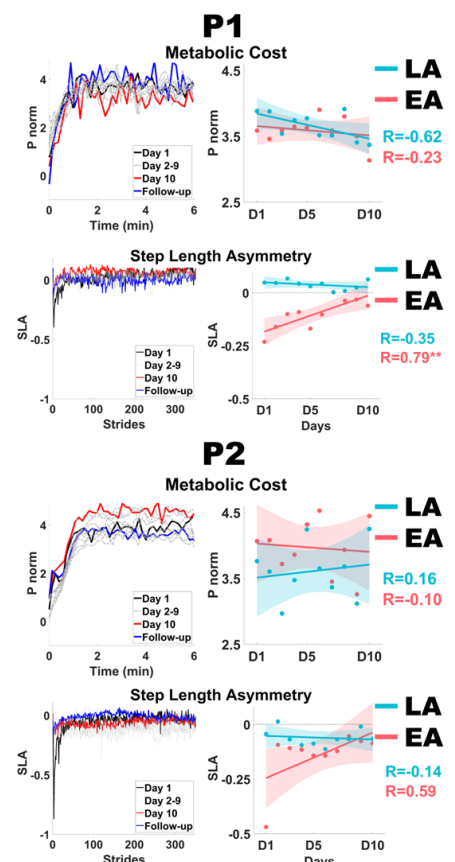 P1
Metabolic Cost
P norm
4
2
0
Day 1
Day 2-9
Day 10
Follow-up
0 2 4 6
Time (min)
P norm
4.5
3.5
2.5
D1 D5 D10
LA
EA
R=-0.62
R=-0.23
Step Length Asymmetry
SLA
0
-0.5
-1
Day 1
Day 2-9
Day 10
Follow-up
0 100 200 300
Strides
SLA
0
-0.25
-0.5
D1 D5 D10
Days
LA
EA
R=-0.35
R=0.79**
P2
Metabolic Cost
P norm
4
2
0
Day 1
Day 2-9
Day 10
Follow-up
0 2 4 6
Time (min)
P norm
4.5
3.5
2.5
D1 D5 D10
LA
EA
R=0.16
R=-0.10
Step Length Asymmetry
SLA
0
-0.5
-1
Day 1
Day 2-9
Day 10
Follow-up
0 100 200 300
Strides
SLA
0
-0.25
-0.5
D1 D5 D10
Days
LA
EA
R=-0.14
R=0.59